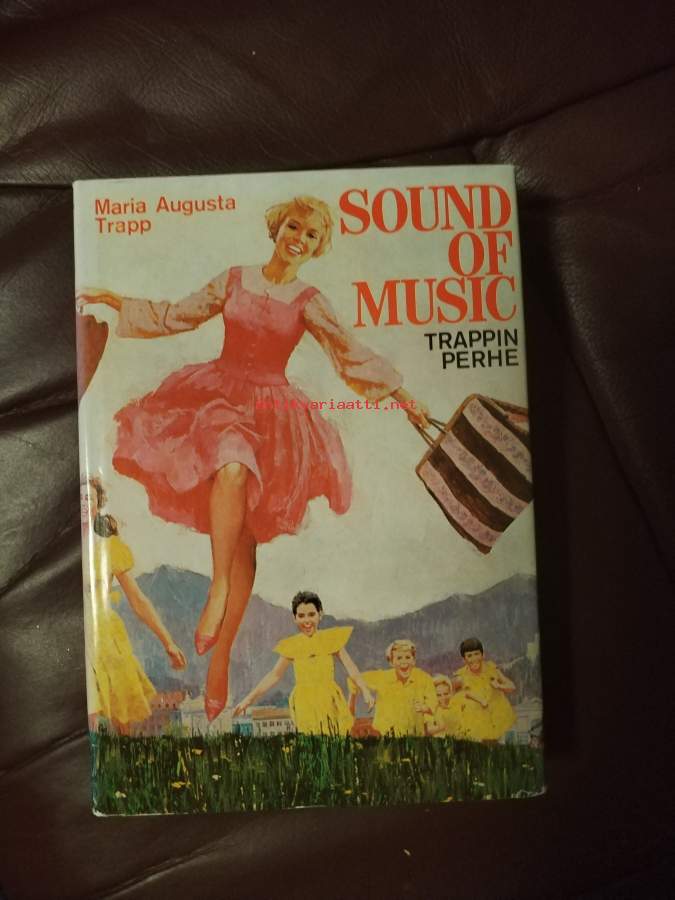 Maria Augusta
Trapp
SOUND
OF
MUSIC
TRAPPIN
PERHE
antikvariaatti.net